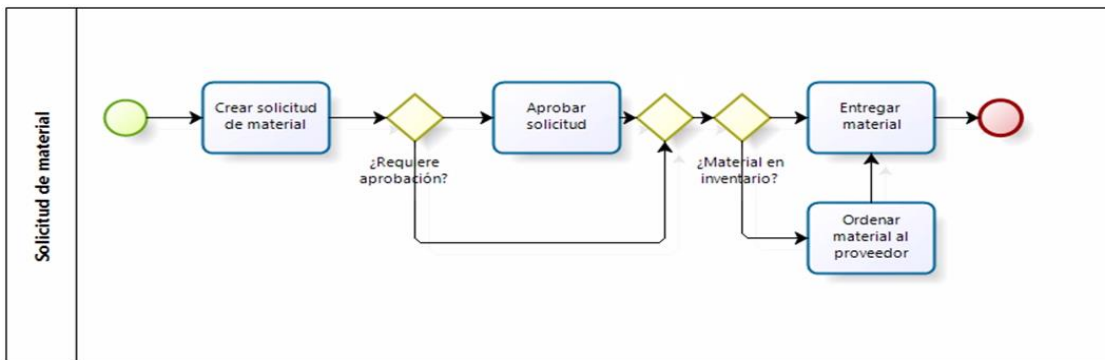 Solicitud de material
Crear solicitud
de material
¿Requiere
aprobación?
Aprobar
solicitud
¿Material en
inventario?
Entregar
material
Ordenar
material al
proveedor